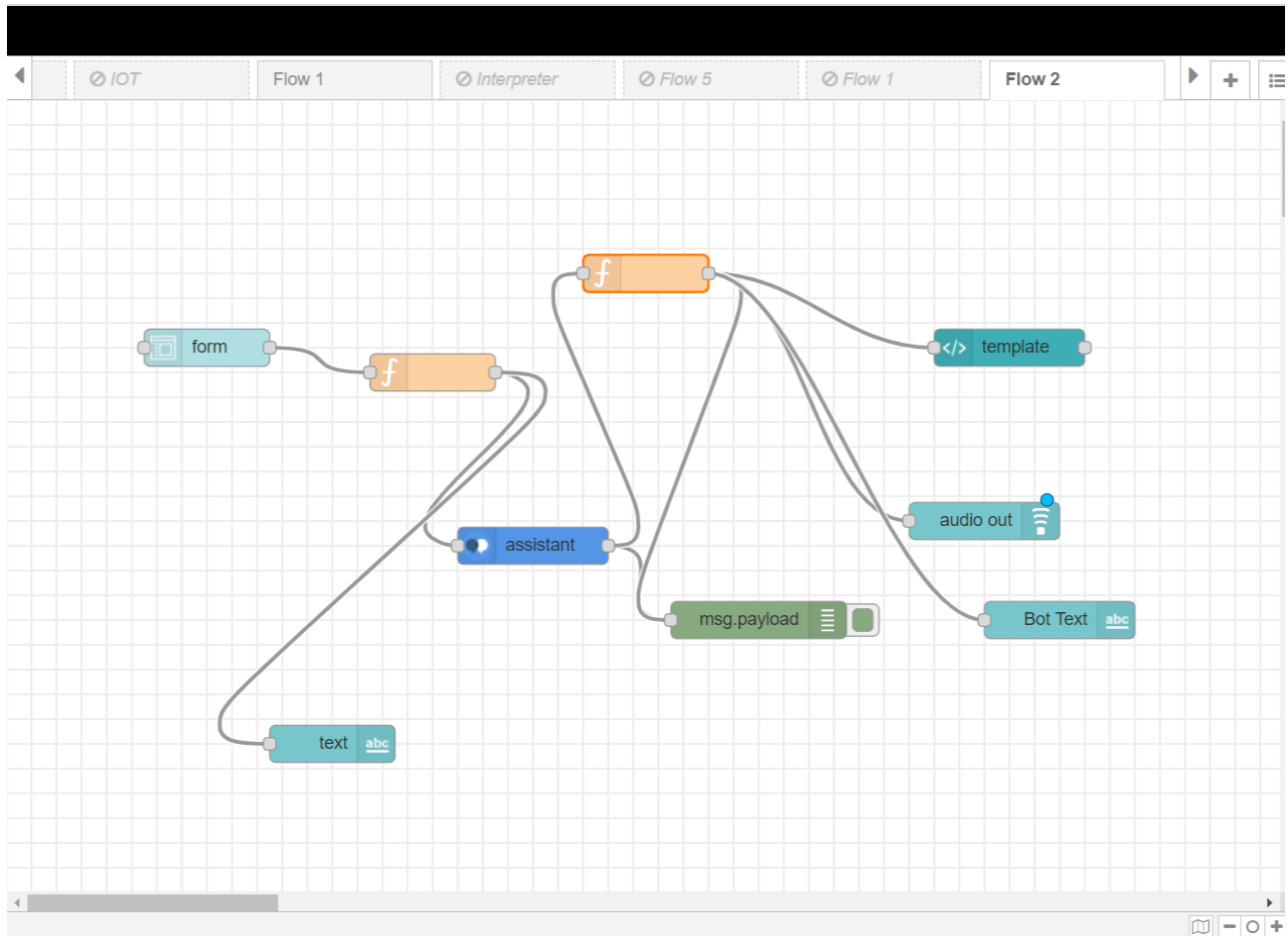 IOT
Flow 1
Interpreter
Flow 5
Flow 1
Flow 2
form
template
audio out
assistant
msg.payload
Bot Text abc
text abc